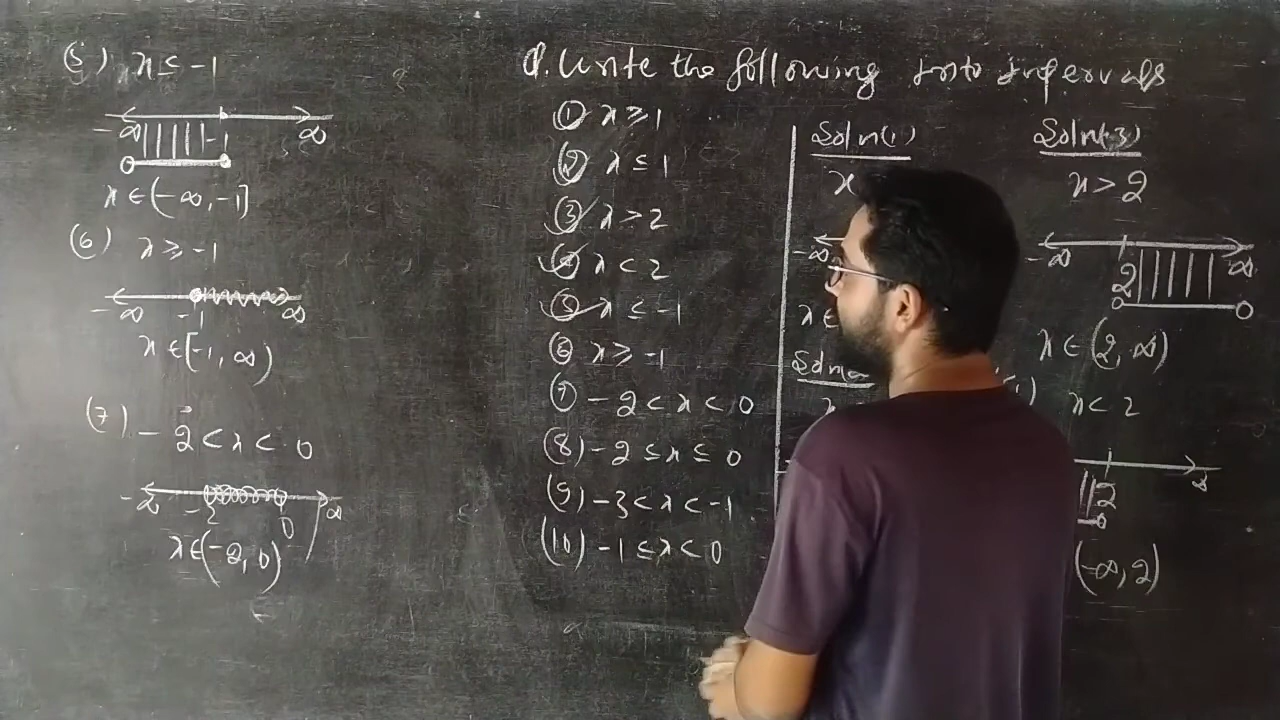 (5) x ≤ -1
-∞ -1 ∞
x ∈ (-∞, -1]
(6) x ≥ -1
-∞ -1 ∞
x ∈ [-1, ∞)
(7) -2 < x < 0
-∞ -2 0 ∞
x ∈ (-2, 0)
Q. Write the following into intervals
① x ≥ 1
② x ≤ 1
③ x > 2
④ x < 2
⑤ x ≤ -1
⑥ x ≥ -1
⑦ -2 < x < 0
(8) -2 ≤ x ≤ 0
(9) -3 < x < -1
(10) -1 ≤ x < 0
Soln(1)
x
-∞
x ∈
x
Soln(3)
x > 2
-∞ 2 ∞
x ∈ (2, ∞)
x < 2
2 ∞
(-∞, 2)